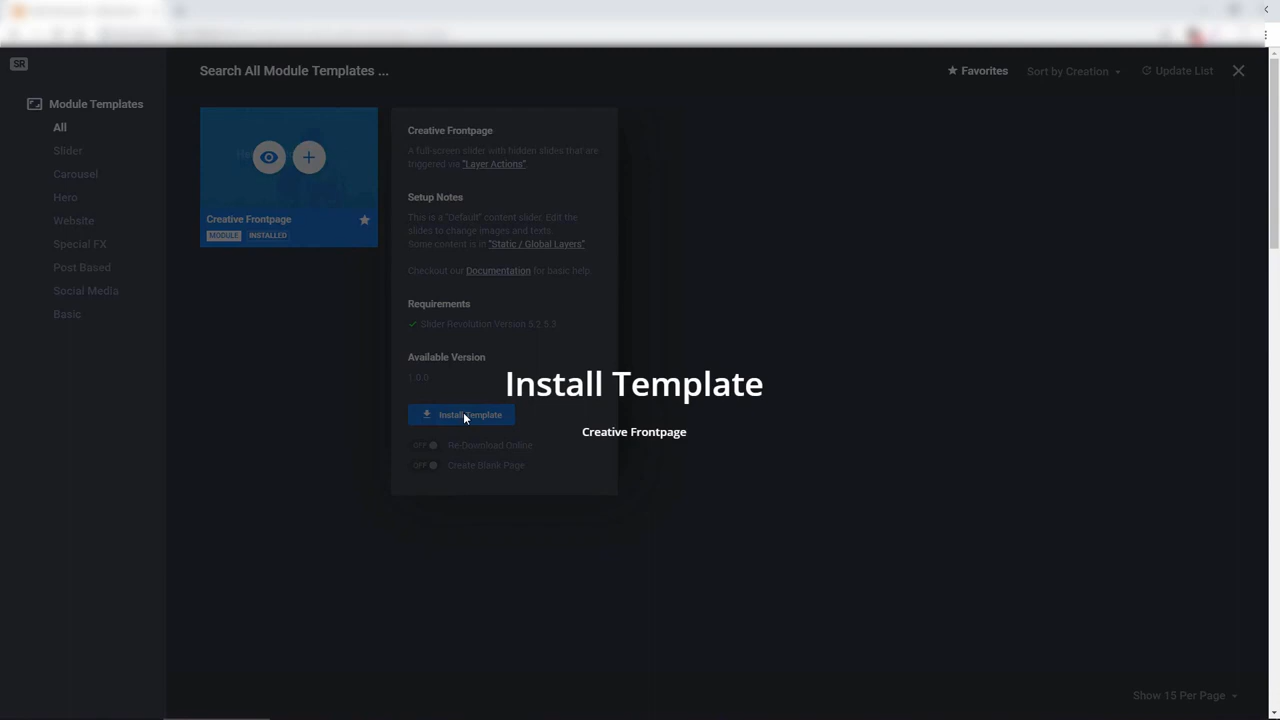 SR
Search All Module Templates ...
Favorites
Sort by Creation
Update List
Module Templates
All
Slider
Carousel
Hero
Website
Special FX
Post Based
Social Media
Basic
Creative Frontpage
MODULE INSTALLED
Creative Frontpage
A full-screen slider with hidden slides that are
triggered via "Layer Actions".
Setup Notes
This is a "Default" content slider. Edit the
slides to change images and texts.
Some content is in "Static / Global Layers"
Checkout our Documentation for basic help.
Requirements
Slider Revolution Version 5.2.5.3
Available Version
1.0.0
Install Template
OFF Re-Download Online
OFF Create Blank Page
Install Template
Creative Frontpage
Show 15 Per Page